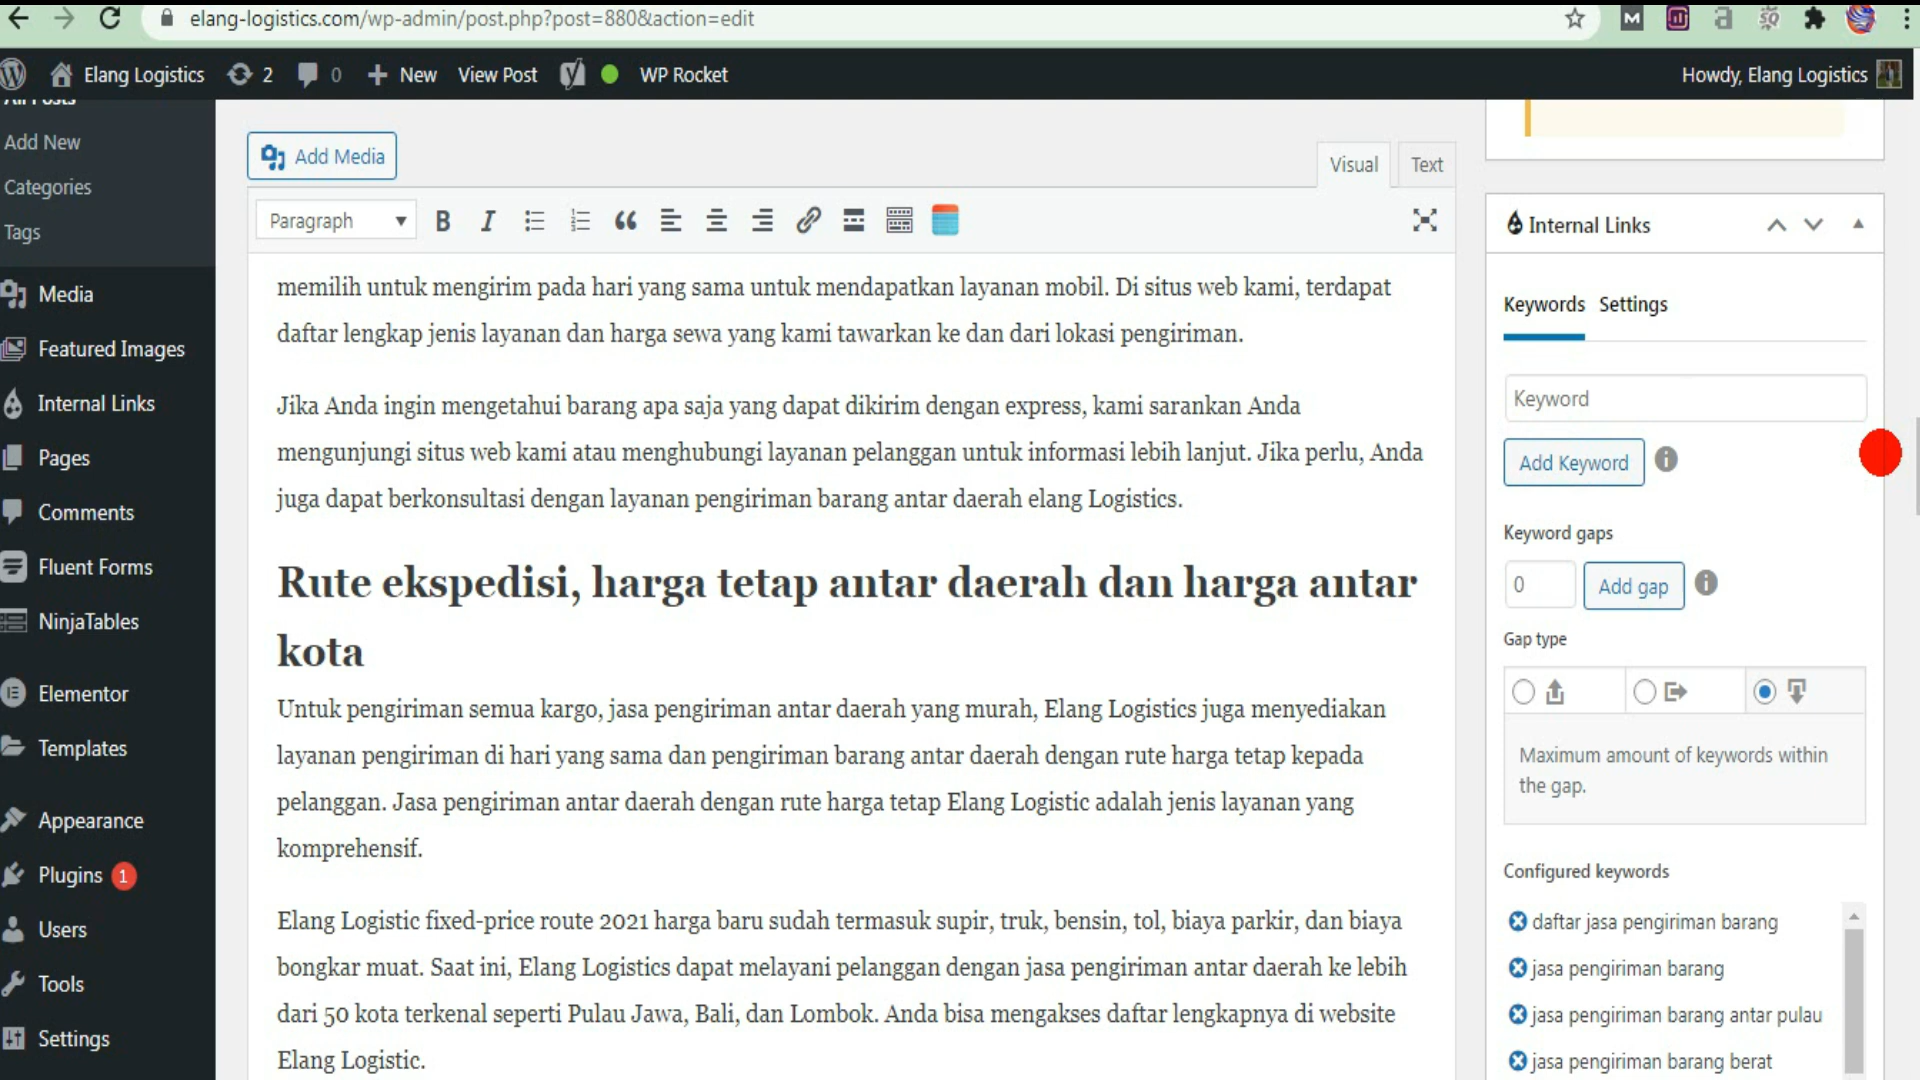 elang-logistics.com/wp-admin/post.php?post=880&action=edit
Elang Logistics 2 0 New View Post WP Rocket Howdy, Elang Logistics
All Posts
Add New
Categories
Tags
Media
Featured Images
Internal Links
Pages
Comments
Fluent Forms
NinjaTables
Elementor
Templates
Appearance
Plugins 1
Users
Tools
Settings
Add Media
Visual Text
Paragraph
memilih untuk mengirim pada hari yang sama untuk mendapatkan layanan mobil. Di situs web kami, terdapat
daftar lengkap jenis layanan dan harga sewa yang kami tawarkan ke dan dari lokasi pengiriman.
Jika Anda ingin mengetahui barang apa saja yang dapat dikirim dengan express, kami sarankan Anda
mengunjungi situs web kami atau menghubungi layanan pelanggan untuk informasi lebih lanjut. Jika perlu, Anda
juga dapat berkonsultasi dengan layanan pengiriman barang antar daerah elang Logistics.
Rute ekspedisi, harga tetap antar daerah dan harga antar
kota
Untuk pengiriman semua kargo, jasa pengiriman antar daerah yang murah, Elang Logistics juga menyediakan
layanan pengiriman di hari yang sama dan pengiriman barang antar daerah dengan rute harga tetap kepada
pelanggan. Jasa pengiriman antar daerah dengan rute harga tetap Elang Logistic adalah jenis layanan yang
komprehensif.
Elang Logistic fixed-price route 2021 harga baru sudah termasuk supir, truk, bensin, tol, biaya parkir, dan biaya
bongkar muat. Saat ini, Elang Logistics dapat melayani pelanggan dengan jasa pengiriman antar daerah ke lebih
dari 50 kota terkenal seperti Pulau Jawa, Bali, dan Lombok. Anda bisa mengakses daftar lengkapnya di website
Elang Logistic.
Internal Links
Keywords Settings
Keyword
Add Keyword
Keyword gaps
0 Add gap
Gap type
Maximum amount of keywords within
the gap.
Configured keywords
daftar jasa pengiriman barang
jasa pengiriman barang
jasa pengiriman barang antar pulau
jasa pengiriman barang berat